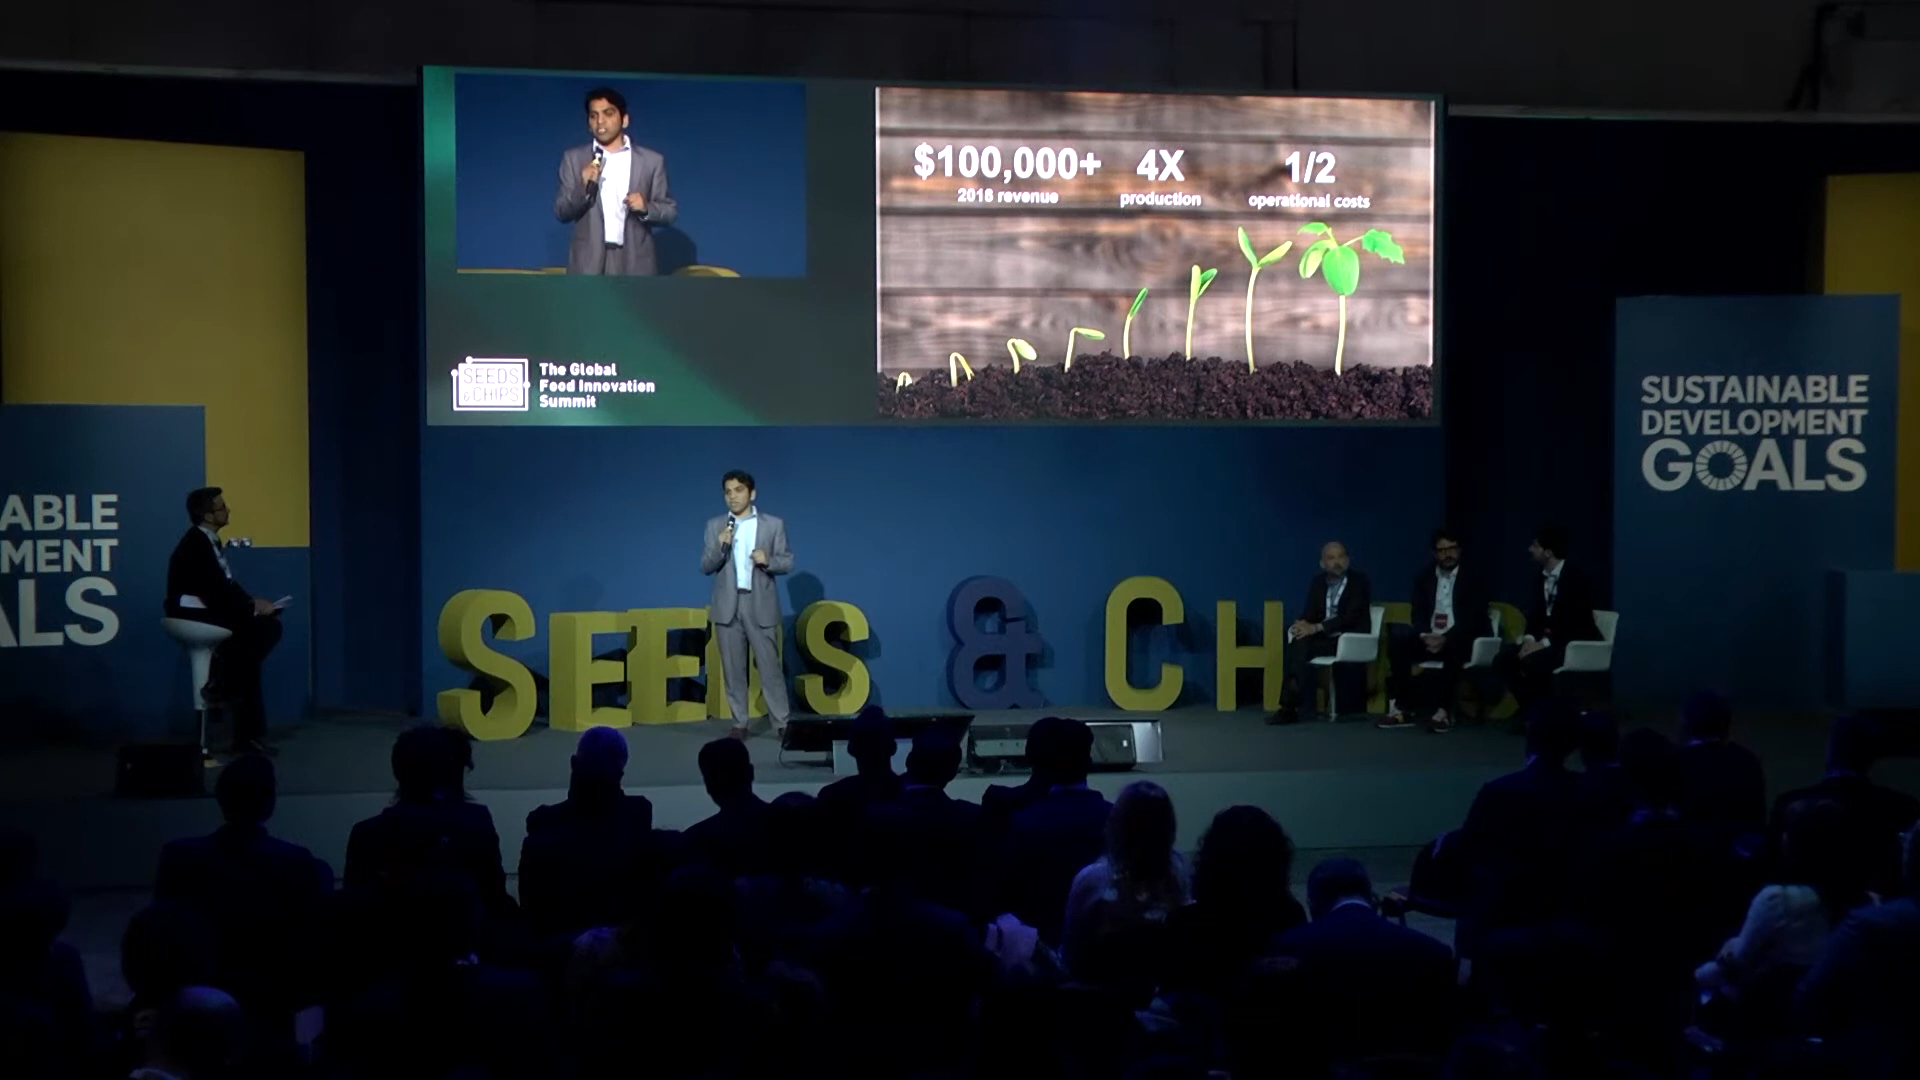 $100,000+
2018 revenue
4X
production
1/2
operational costs
SEEDS
& CHIPS
The Global
Food Innovation
Summit
SUSTAINABLE
DEVELOPMENT
GOALS
ABLE
MENT
ALS
SEEDS & CH